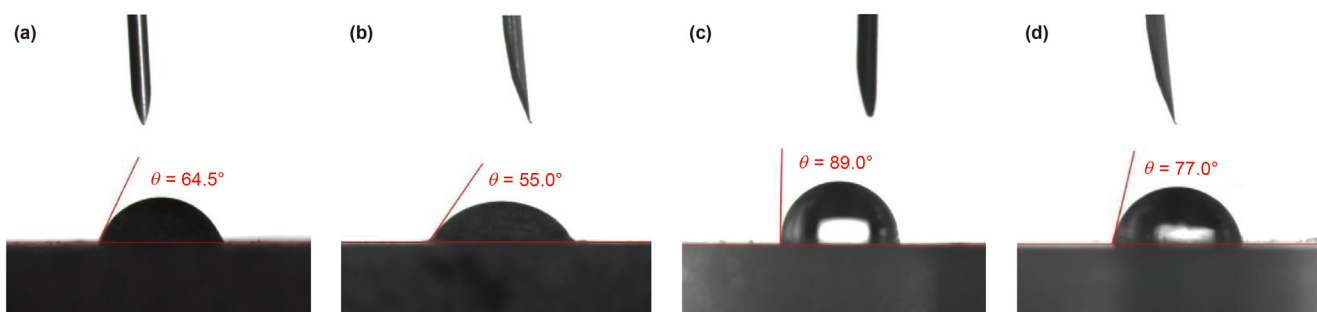 (a)
(b)
(c)
(d)
θ = 64.5°
θ = 55.0°
θ = 89.0°
θ = 77.0°